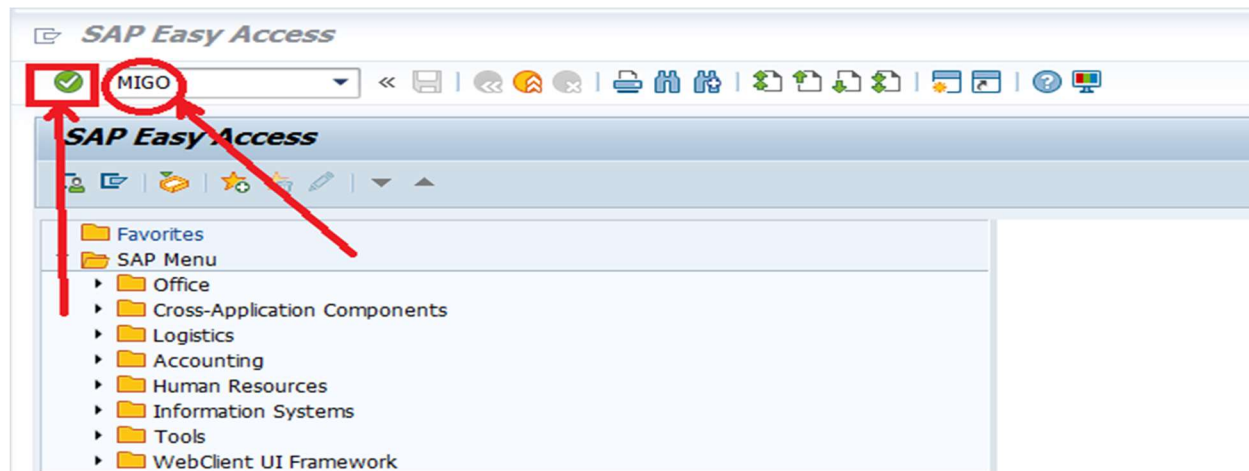 SAP Easy Access
MIGO
SAP Easy Access
Favorites
SAP Menu
Office
Cross-Application Components
Logistics
Accounting
Human Resources
Information Systems
Tools
WebClient UI Framework